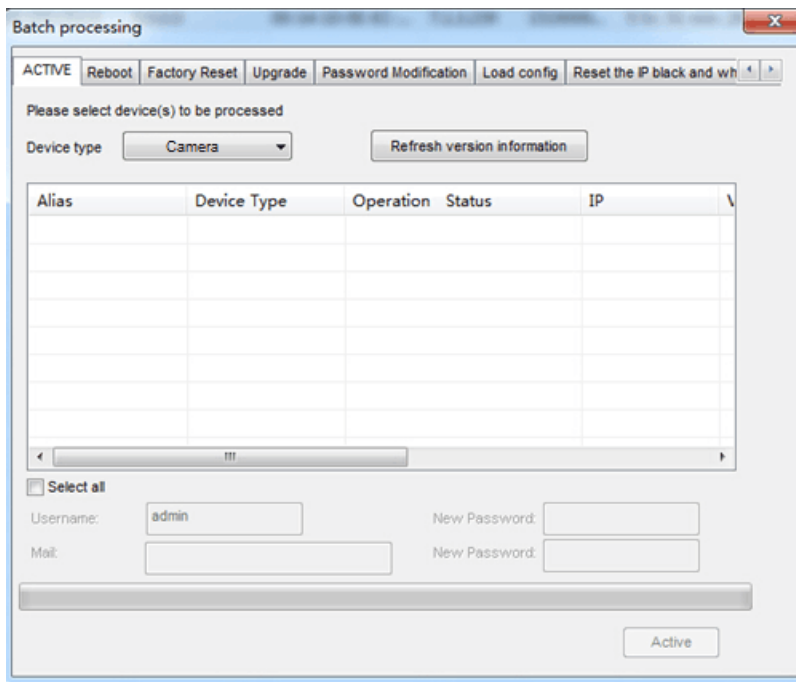 Batch processing
ACTIVE Reboot Factory Reset Upgrade Password Modification Load config Reset the IP black and wh
Please select device(s) to be processed
Device type Camera Refresh version information
Alias Device Type Operation Status IP
Select all
Username: admin New Password:
Mail: New Password:
Active